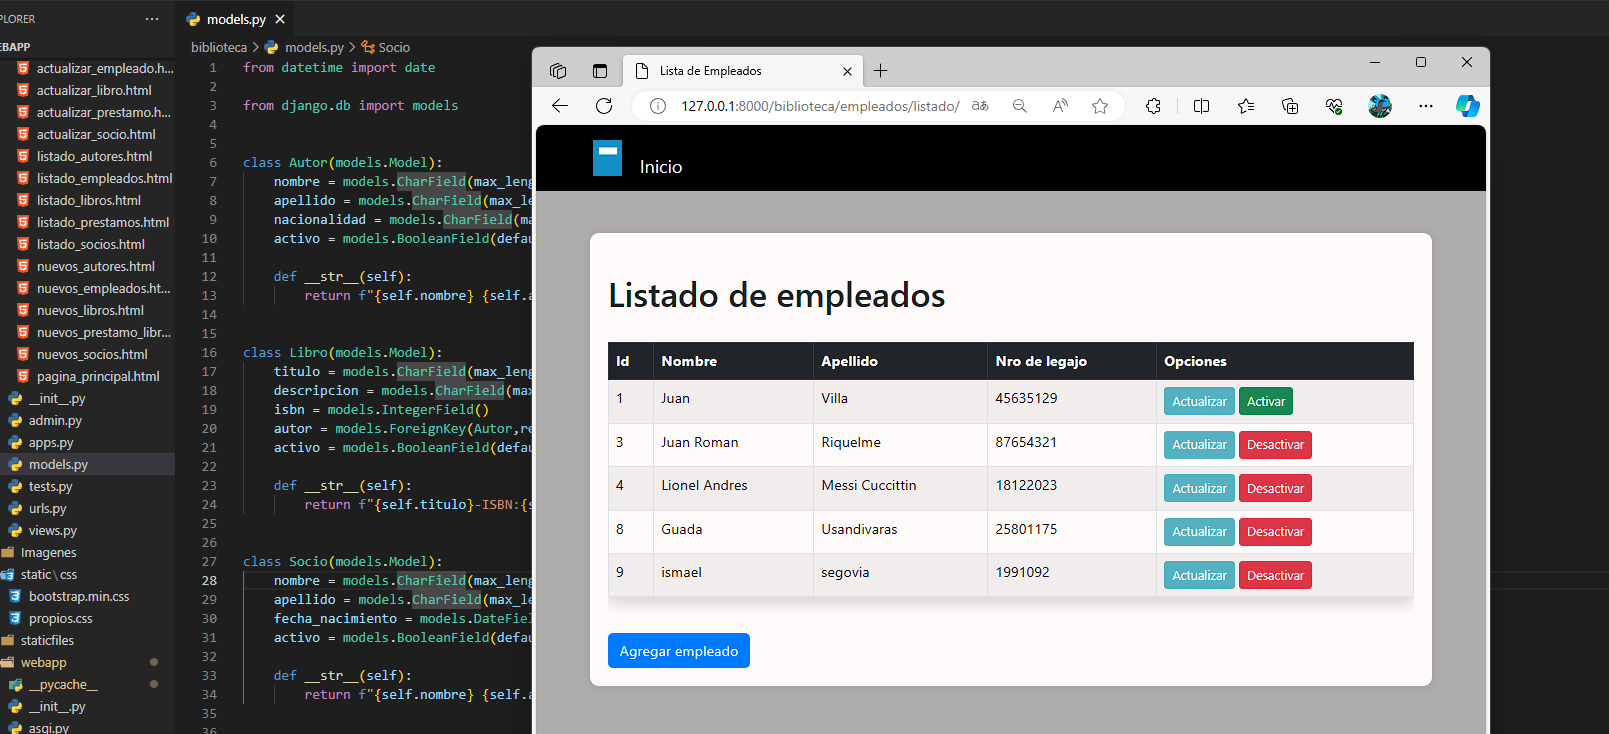 PLORER
EBAPP
actualizar_empleado.h...
actualizar_libro.html
actualizar_prestamo.h...
actualizar_socio.html
listado_autores.html
listado_empleados.html
listado_libros.html
listado_prestamos.html
listado_socios.html
nuevos_autores.html
nuevos_empleados.ht...
nuevos_libros.html
nuevos_prestamo_libr...
nuevos_socios.html
pagina_principal.html
__init__.py
admin.py
apps.py
models.py
tests.py
urls.py
views.py
Imagenes
static\css
bootstrap.min.css
propios.css
staticfiles
webapp
__pycache__
__init__.py
asgi.py
models.py
biblioteca > models.py > Socio
1 from datetime import date
2
3 from django.db import models
4
5
6 class Autor(models.Model):
7 nombre = models.CharField(max_leng
8 apellido = models.CharField(max_le
9 nacionalidad = models.CharField(ma
10 activo = models.BooleanField(defau
11
12 def __str__(self):
13 return f"{self.nombre} {self.a
14
15
16 class Libro(models.Model):
17 titulo = models.CharField(max_leng
18 descripcion = models.CharField(max
19 isbn = models.IntegerField()
20 autor = models.ForeignKey(Autor,re
21 activo = models.BooleanField(defau
22
23 def __str__(self):
24 return f"{self.titulo}-ISBN:{s
25
26
27 class Socio(models.Model):
28 nombre = models.CharField(max_leng
29 apellido = models.CharField(max_le
30 fecha_nacimiento = models.DateFiel
31 activo = models.BooleanField(defau
32
33 def __str__(self):
34 return f"{self.nombre} {self.a
35
36
Lista de Empleados
127.0.0.1:8000/biblioteca/empleados/listado/
Inicio
Listado de empleados
Id Nombre Apellido Nro de legajo Opciones
1 Juan Villa 45635129 Actualizar Activar
3 Juan Roman Riquelme 87654321 Actualizar Desactivar
4 Lionel Andres Messi Cuccittin 18122023 Actualizar Desactivar
8 Guada Usandivaras 25801175 Actualizar Desactivar
9 ismael segovia 1991092 Actualizar Desactivar
Agregar empleado